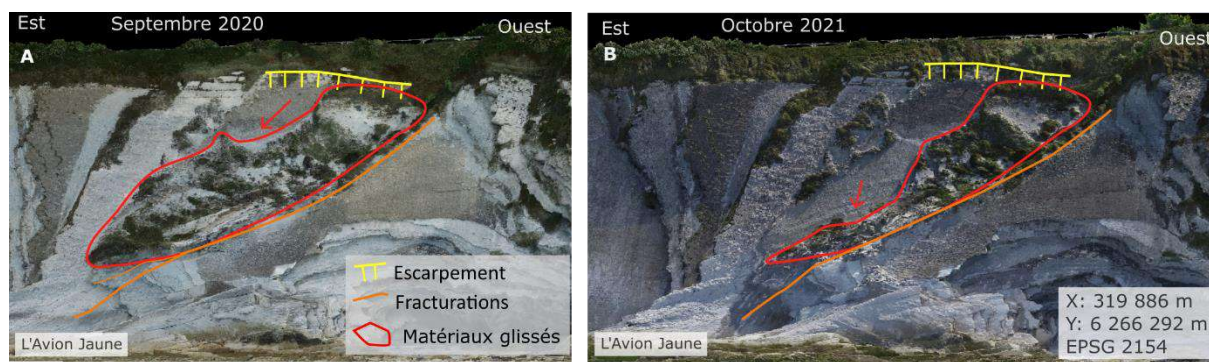 Est
Septembre 2020
Ouest
A
Escarpement
Fracturations
Matériaux glissés
L'Avion Jaune
Est
Octobre 2021
Ouest
B
X: 319 886 m
Y: 6 266 292 m
EPSG 2154
L'Avion Jaune